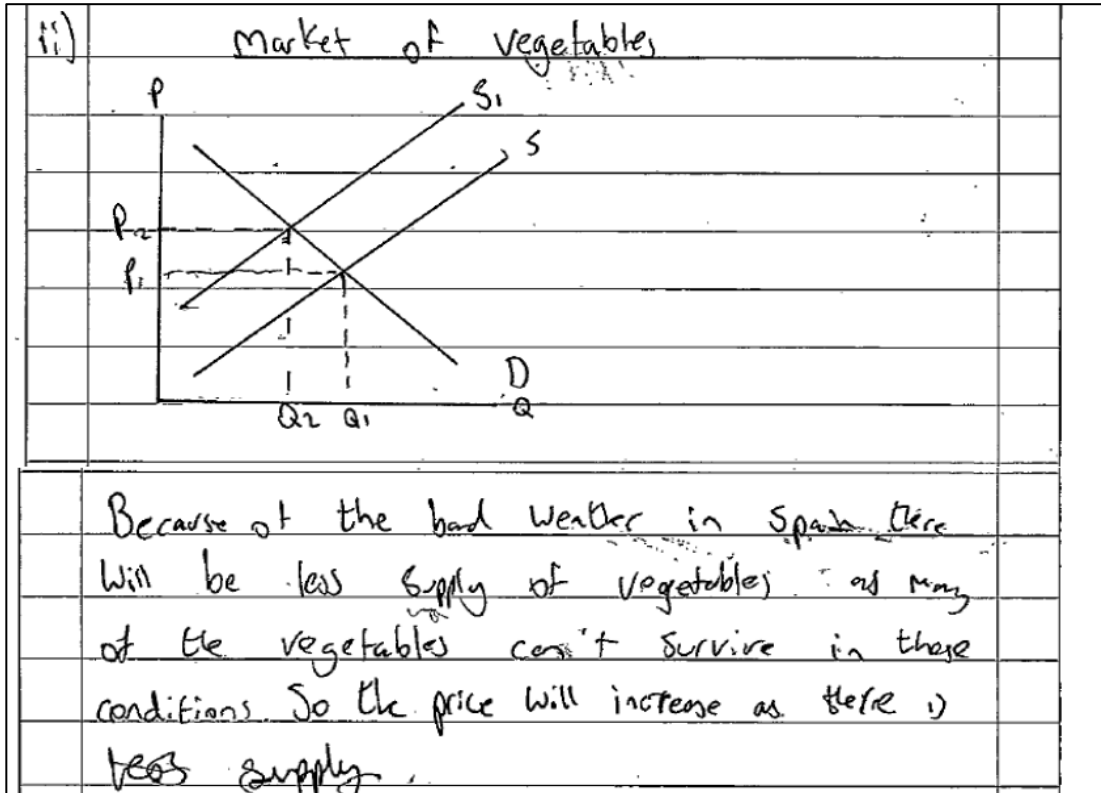 ii) Market of vegetables
P
S1
S
P2
P1
D
Q2 Q1 Q
Because of the bad weather in Spain there
will be less supply of vegetables as many
of the vegetables can't survive in these
conditions. So the price will increase as there is
less supply.